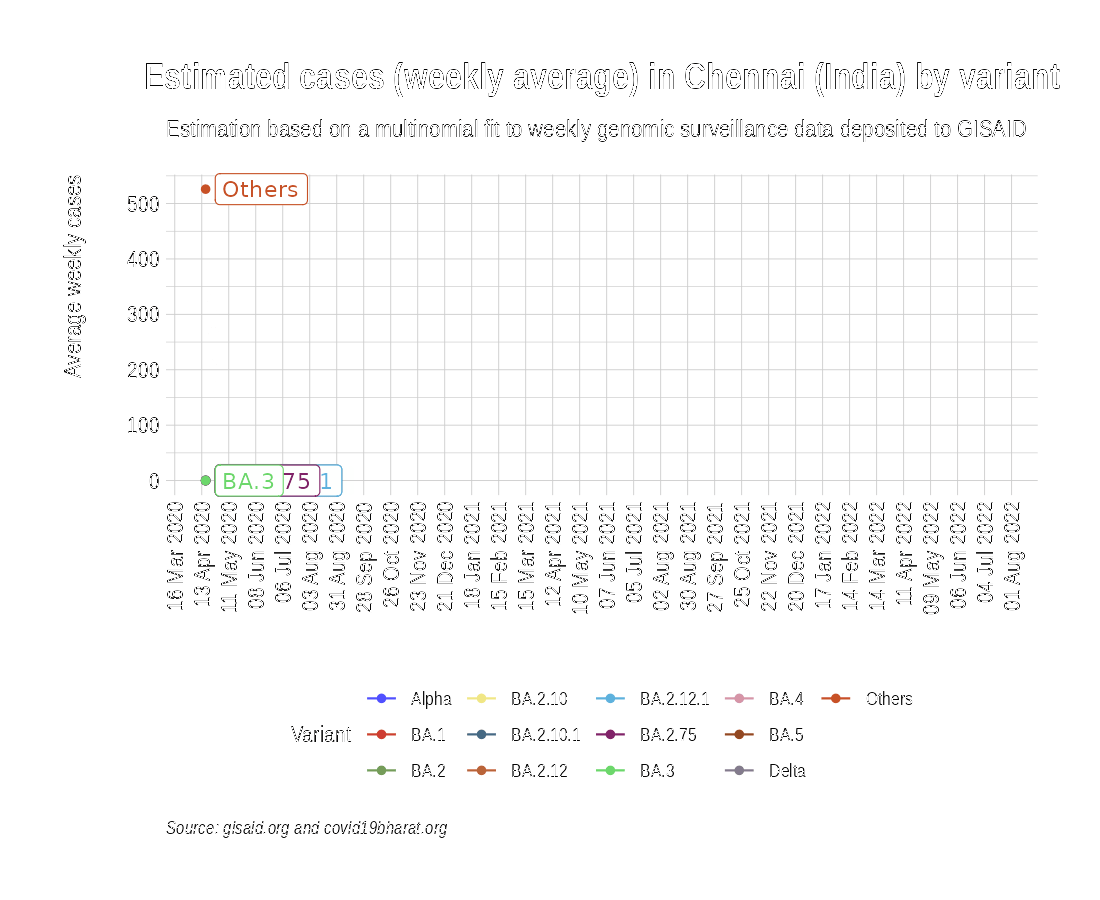 Estimated cases (weekly average) in Chennai (India) by variant
Estimation based on a multinomial fit to weekly genomic surveillance data deposited to GISAID
Average weekly cases
Others
500
400
300
200
100
0
BA.3 75 1
16 Mar 2020
13 Apr 2020
11 May 2020
08 Jun 2020
06 Jul 2020
03 Aug 2020
31 Aug 2020
28 Sep 2020
26 Oct 2020
23 Nov 2020
21 Dec 2020
18 Jan 2021
15 Feb 2021
15 Mar 2021
12 Apr 2021
10 May 2021
07 Jun 2021
05 Jul 2021
02 Aug 2021
30 Aug 2021
27 Sep 2021
25 Oct 2021
22 Nov 2021
20 Dec 2021
17 Jan 2022
14 Feb 2022
14 Mar 2022
11 Apr 2022
09 May 2022
06 Jun 2022
04 Jul 2022
01 Aug 2022
Alpha BA.2.10 BA.2.12.1 BA.4 Others
Variant BA.1 BA.2.10.1 BA.2.75 BA.5
BA.2 BA.2.12 BA.3 Delta
Source: gisaid.org and covid19bharat.org